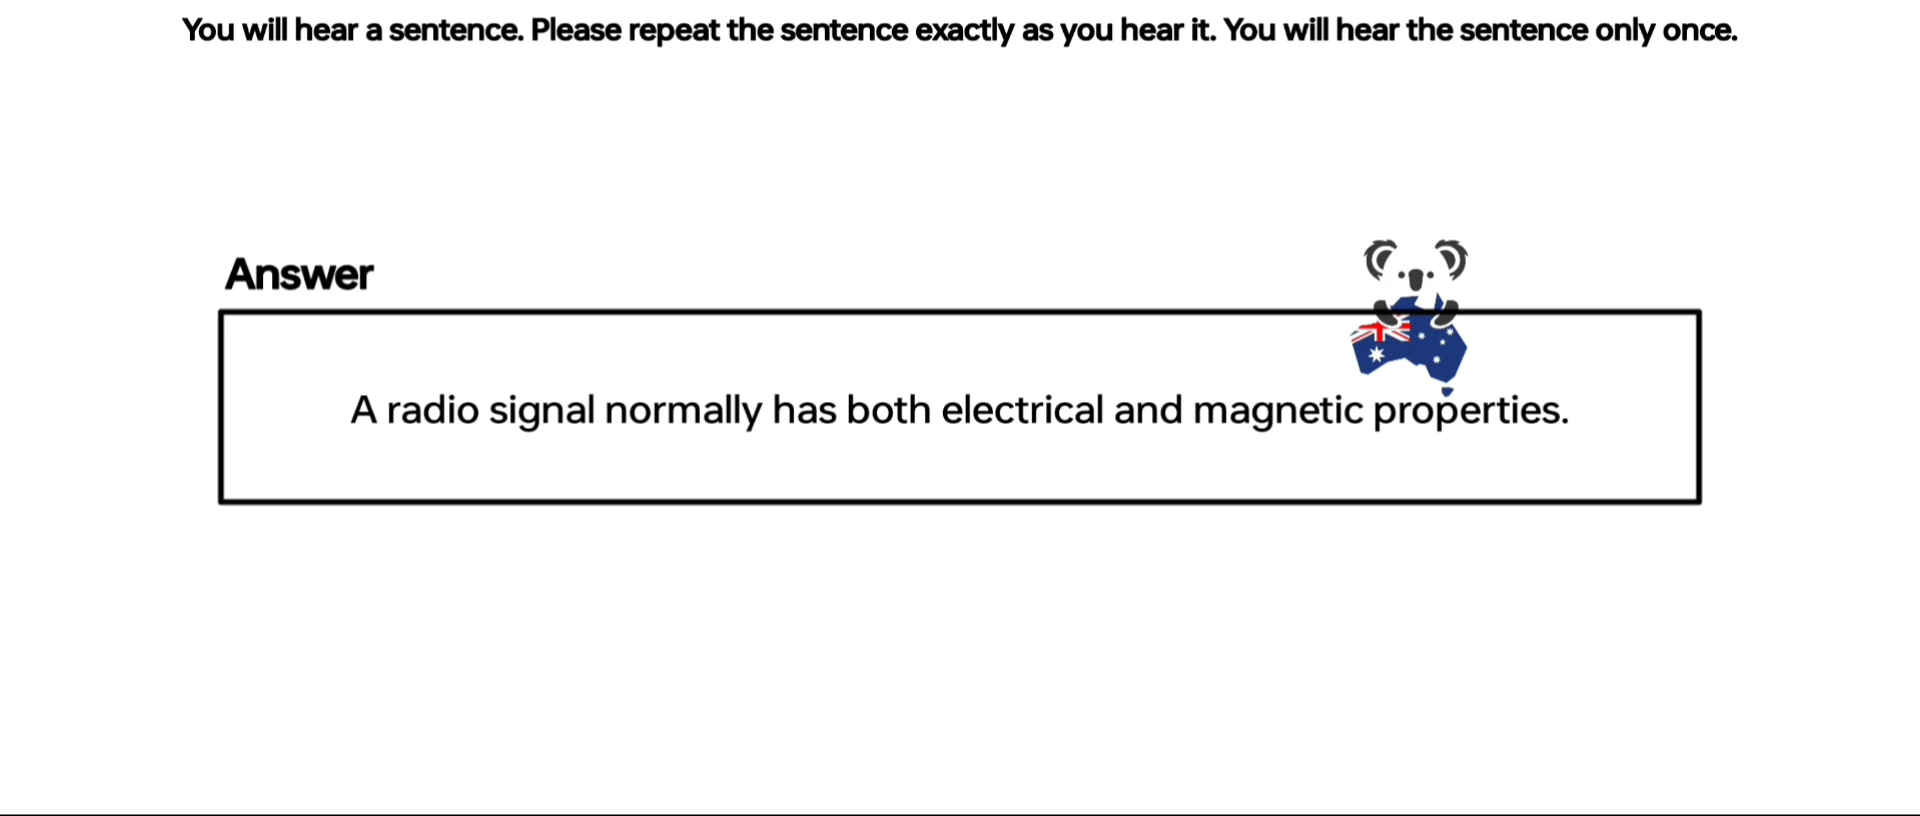 You will hear a sentence. Please repeat the sentence exactly as you hear it. You will hear the sentence only once.
Answer
A radio signal normally has both electrical and magnetic properties.